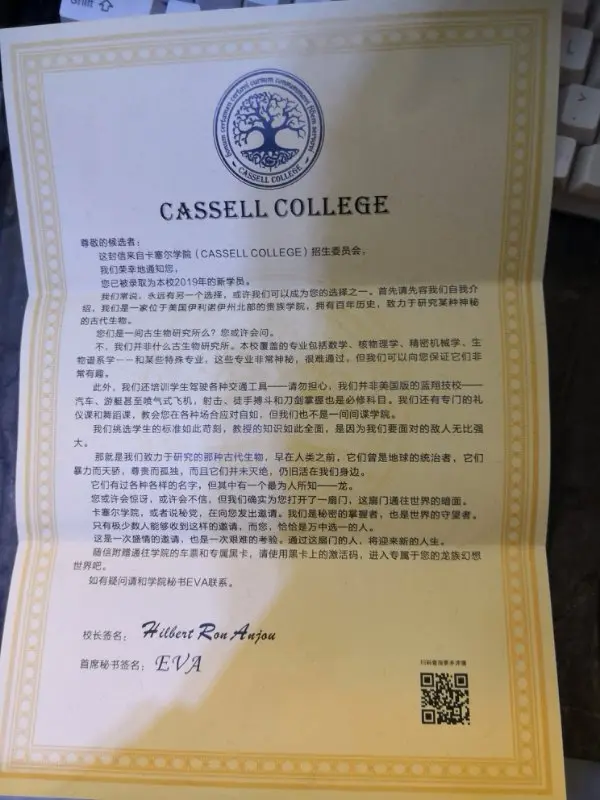 CASSELL COLLEGE
CASSELL COLLEGE
尊敬的候选者：
这封信来自卡塞尔学院（CASSELL COLLEGE）招生委员会，
我们荣幸地通知您，
您已被录取为本校2019年的新学员。
我们常说，永远有另一个选择，或许我们可以成为您的选择之一。首先请先容我们自我介
绍，我们是一家位于美国伊利诺伊州北部的贵族学院，拥有百年历史，致力于研究某种神秘
的古代生物。
您们是一间古生物研究所么？您或许会问。
不，我们并非什么古生物研究所。本校覆盖的专业包括数学、核物理学、精密机械学、生
物谱系学——和某些特殊专业，这些专业非常神秘，很难通过，但我们可以向您保证它们非
常有趣。
此外，我们还培训学生驾驶各种交通工具——请勿担心，我们并非美国版的蓝翔技校——
汽车、游艇甚至喷气式飞机，射击、徒手搏斗和刀剑掌握也是必修科目。我们还有专门的礼
仪课和舞蹈课，教会您在各种场合应对自如，但我们也不是一间间谍学院。
我们挑选学生的标准如此苛刻，教授的知识如此全面，是因为我们要面对的敌人无比强
大。
那就是我们致力于研究的那种古代生物，早在人类之前，它们曾是地球的统治者，它们
暴力而天骄，尊贵而孤独，而且它们并未灭绝，仍旧活在我们身边。
它们有过各种各样的名字，但其中有一个最为人所知——龙。
您或许会惊讶，或许会不信，但我们确实为您打开了一扇门，这扇门通往世界的暗面。
卡塞尔学院，或者说秘党，在向您发出邀请。我们是秘密的掌握者，也是世界的守望者。
只有极少数人能够收到这样的邀请，而您，恰恰是万中选一的人。
这是一次盛情的邀请，也是一次艰难的考验。通过这扇门的人，将迎来新的人生。
随信附赠通往学院的车票和专属黑卡，请使用黑卡上的激活码，进入专属于您的龙族幻想
世界吧。
如有疑问请和学院秘书EVA联系。
校长签名： Hilbert Ron Anjou
首席秘书签名： EVA